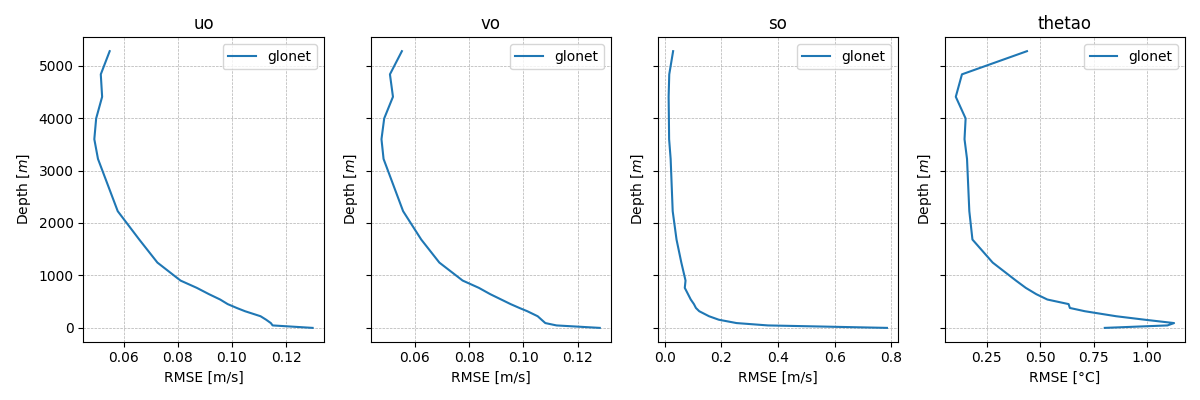 uo
glonet
5000
4000
3000
2000
1000
0
Depth [m]
0.06 0.08 0.10 0.12
RMSE [m/s]
vo
glonet
Depth [m]
0.06 0.08 0.10 0.12
RMSE [m/s]
so
glonet
Depth [m]
0.0 0.2 0.4 0.6 0.8
RMSE [m/s]
thetao
glonet
Depth [m]
0.25 0.50 0.75 1.00
RMSE [°C]